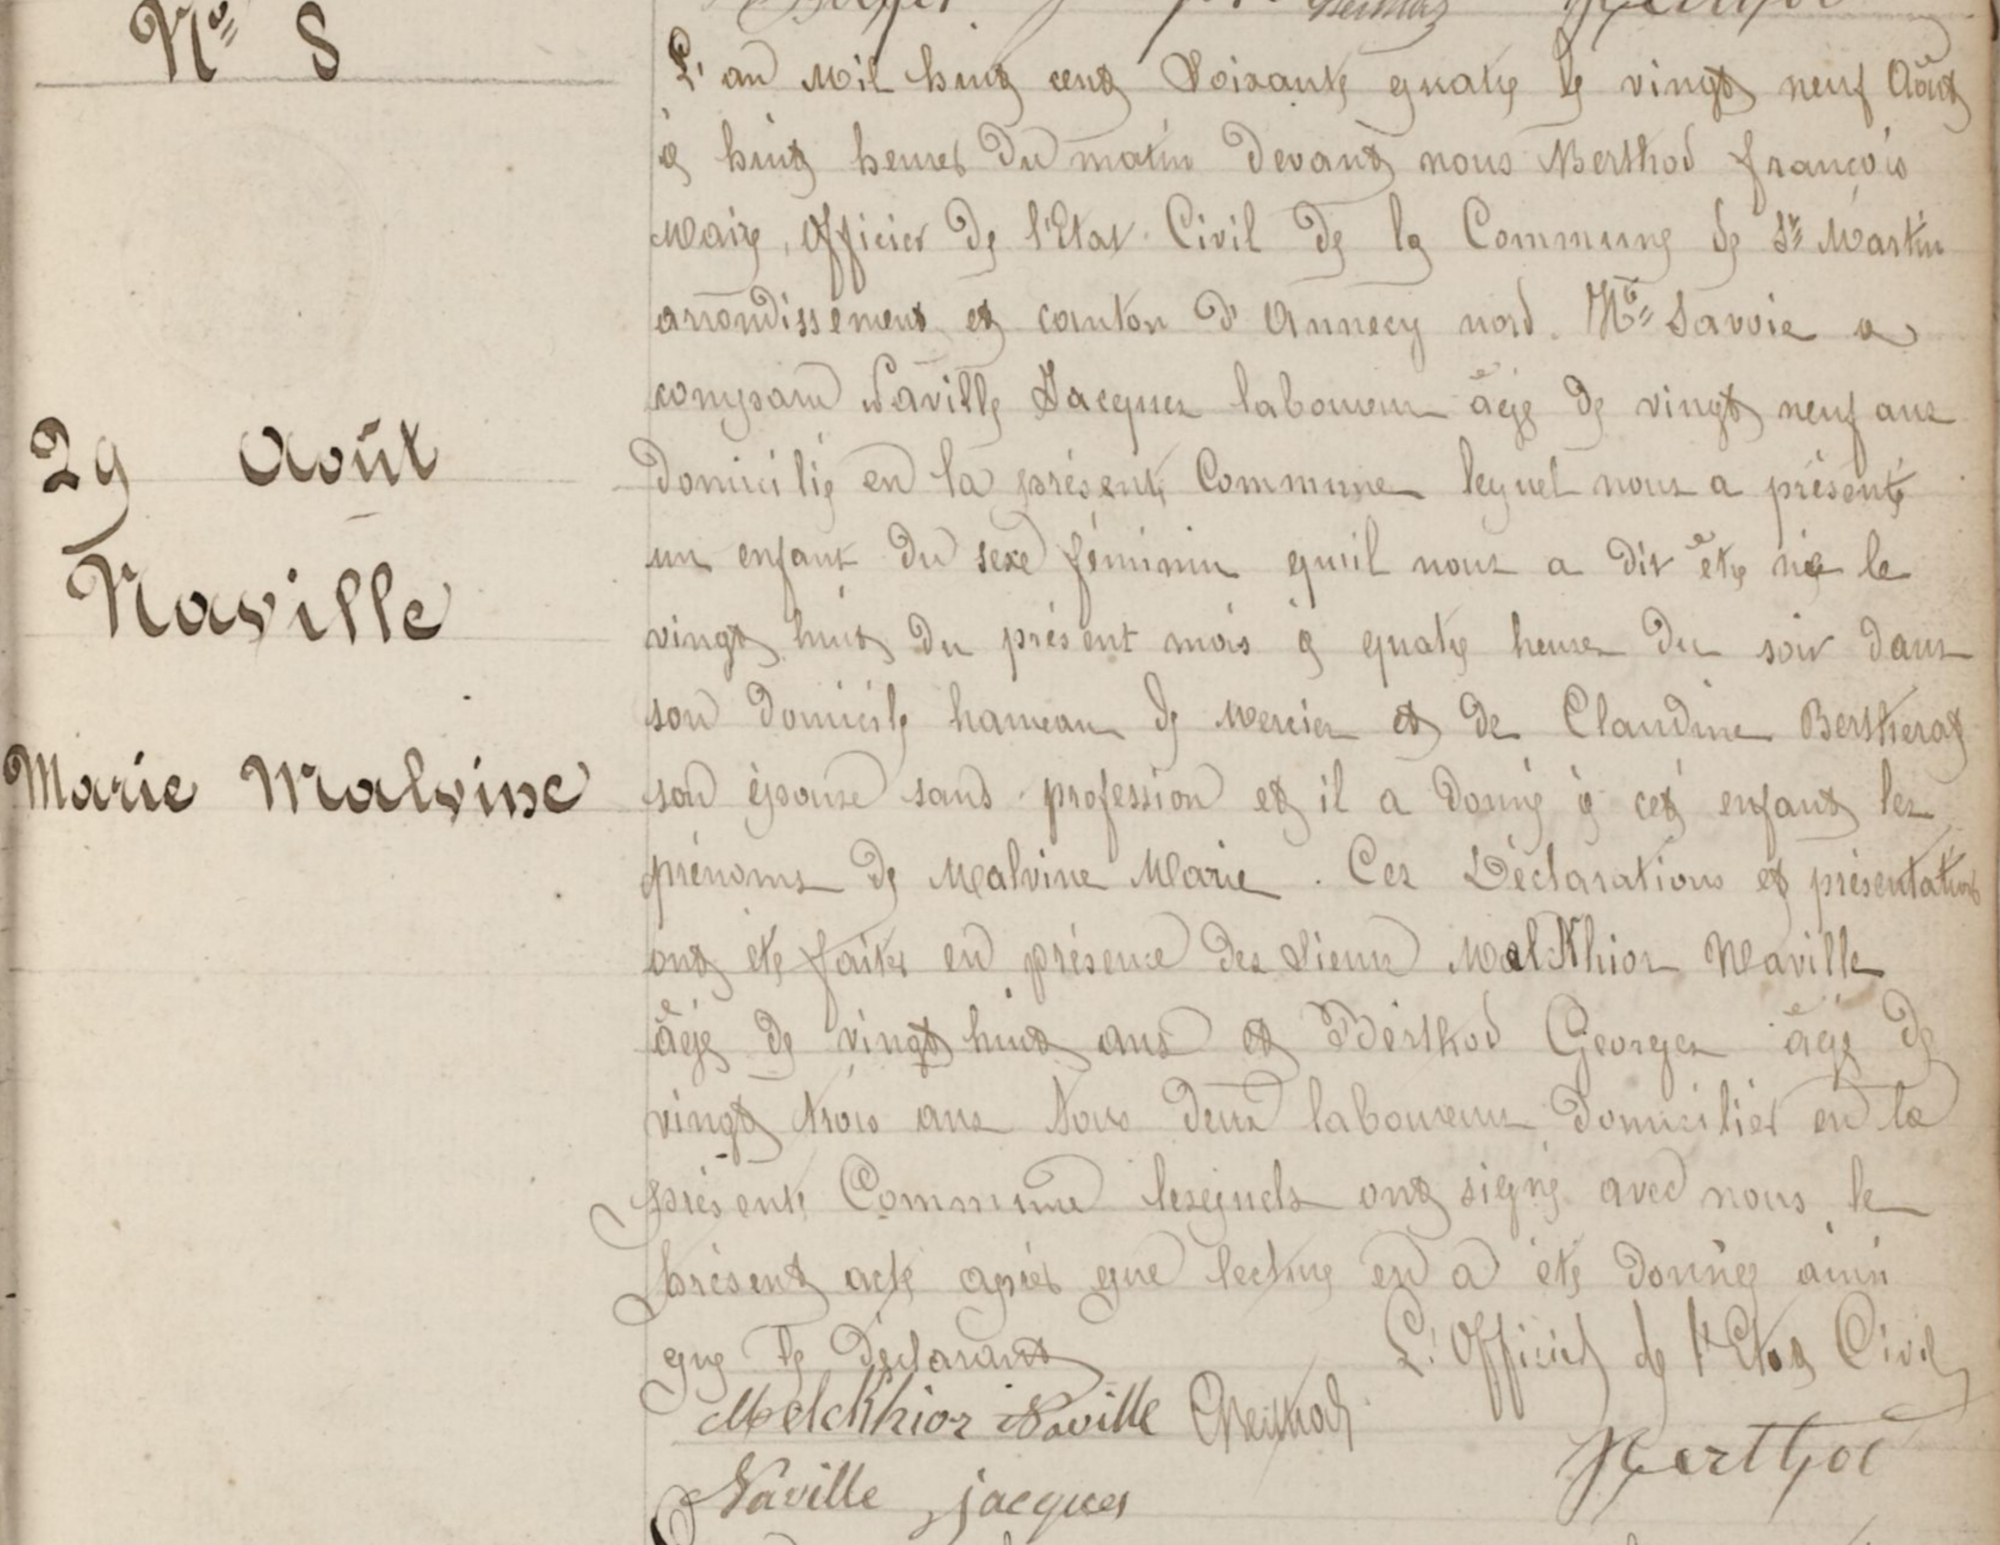 Nº 8
29 Août
Naville
Marie Malvine
L'an mil huit cent soixante quatre le vingt neuf Août
à huit heures du matin devant nous Berthod françois
Maire, Officier de l'Etat Civil de la Commune de St Martin
arrondissement et canton d'Annecy nord. Hte Savoie a
comparu Naville Jacques laboureur âgé de vingt neuf ans
domicilié en la présente Commune lequel nous a présenté
un enfant du sexe féminin qu'il nous a dit être née le
vingt huit du présent mois à quatre heures du soir dans
son domicile hameau de Mercier et de Claudine Bertherat
son épouse sans profession et il a donné à cet enfant les
prénoms de Malvine Marie. Ces Déclarations et présentations
ont été faites en présence des Sieurs Melkhior Naville
âgé de vingt huit ans et Berthod Georges âgé de
vingt trois ans tous deux laboureurs domiciliés en la
présente Commune lesquels ont signé avec nous le
présent acte après que lecture en a été donnée ainsi
que le déclarant L'Officier de l'Etat Civil
Melckhior Naville Berthod
Naville jacques Berthod